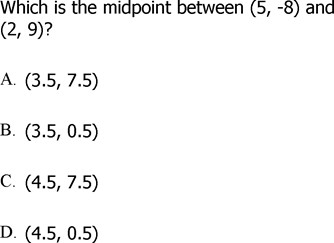 Which is the midpoint between (5, -8) and
(2, 9)?
A. (3.5, 7.5)
B. (3.5, 0.5)
C. (4.5, 7.5)
D. (4.5, 0.5)